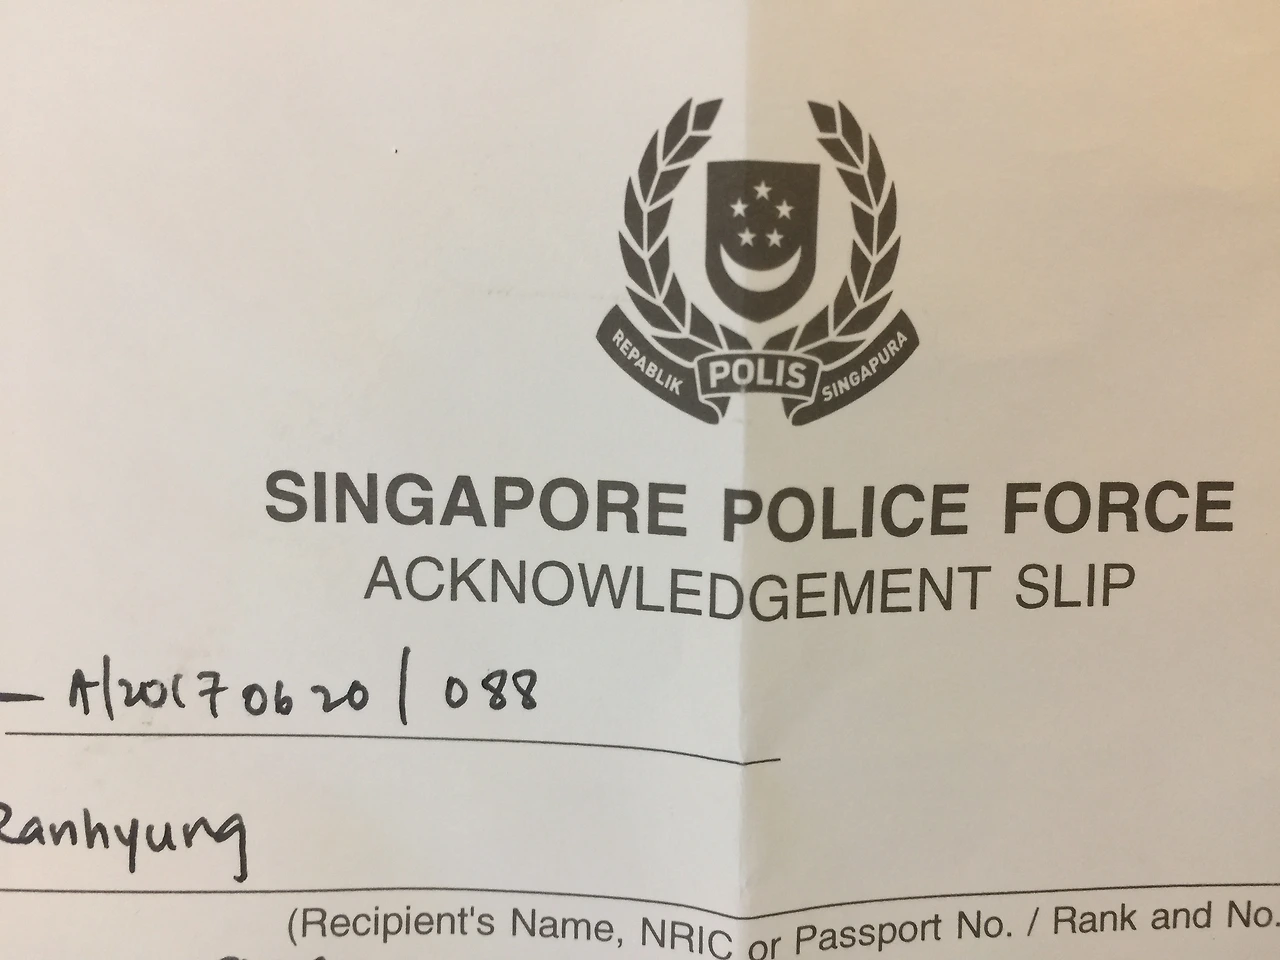 REPABLIK POLIS SINGAPURA
SINGAPORE POLICE FORCE
ACKNOWLEDGEMENT SLIP
— A/20170620/088
Ranhyung
(Recipient's Name, NRIC or Passport No. / Rank and No.